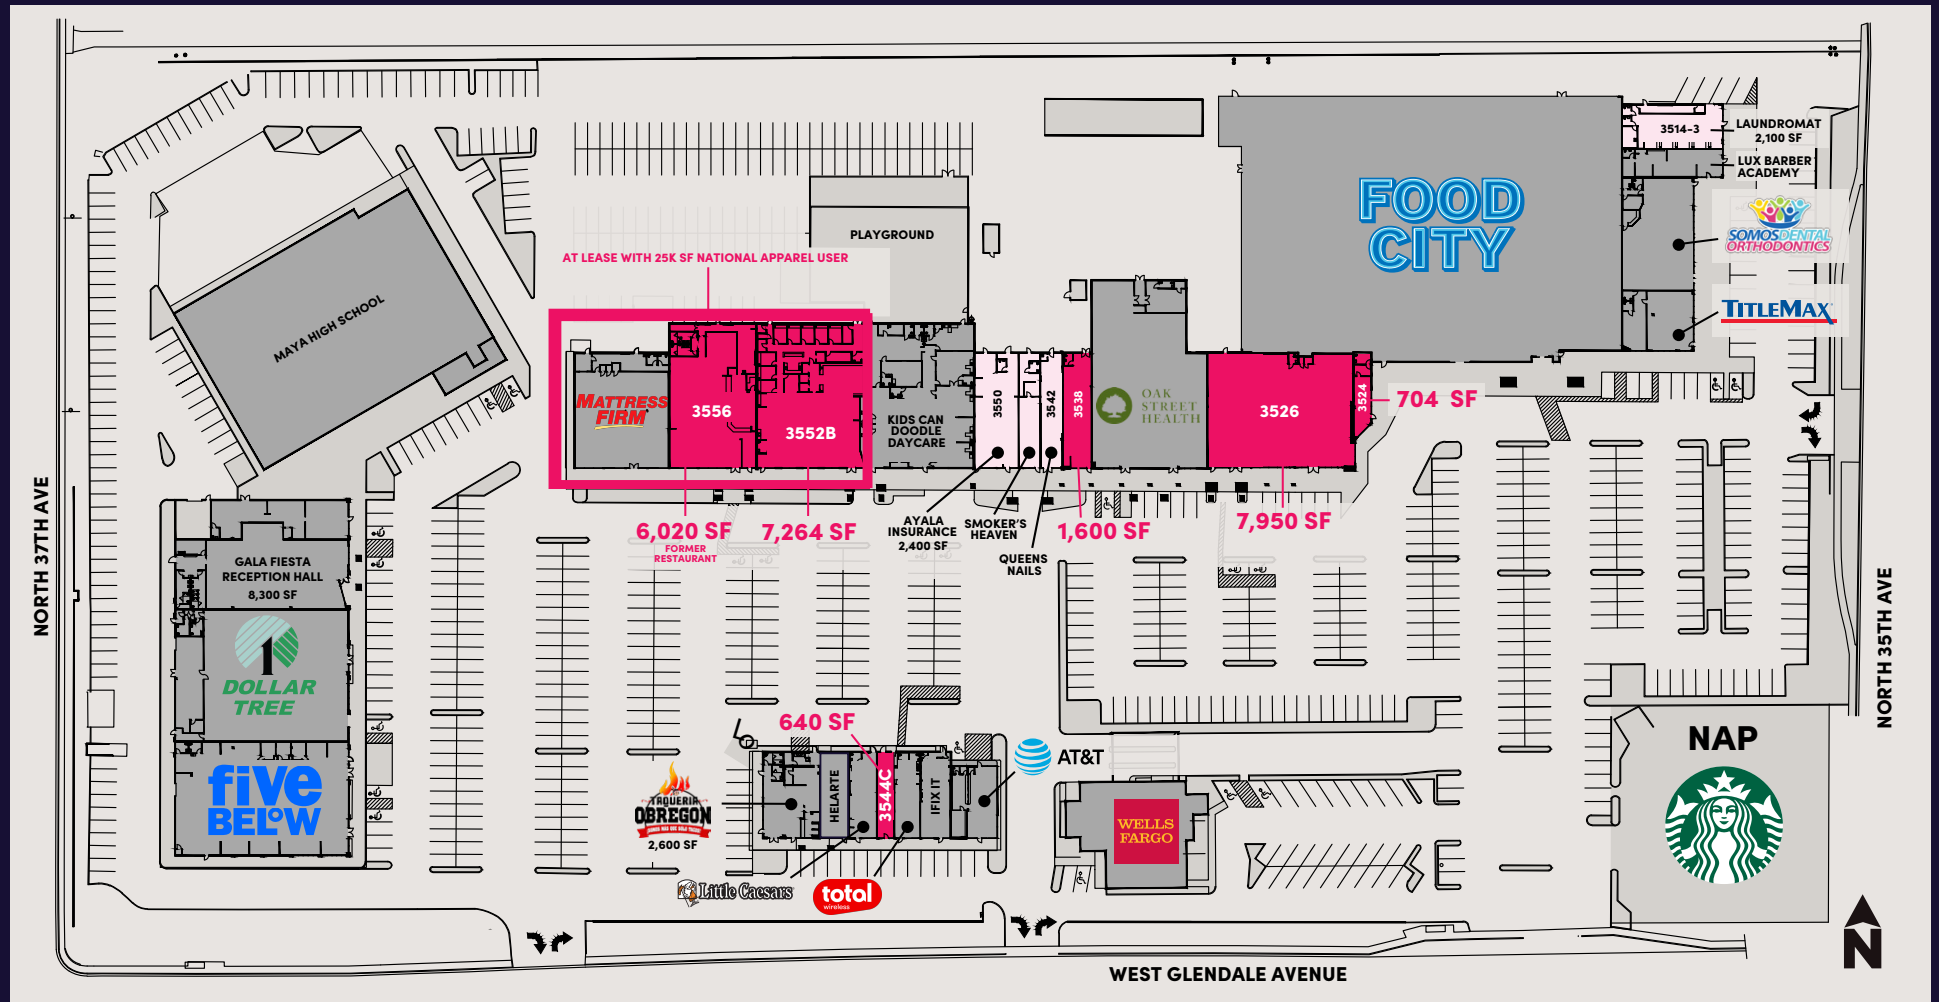 3514-3
LAUNDROMAT
2,100 SF
LUX BARBER
ACADEMY
FOOD
CITY
SOMOSDENTAL
ORTHODONTICS
TITLEMAX
PLAYGROUND
AT LEASE WITH 25K SF NATIONAL APPAREL USER
MAYA HIGH SCHOOL
MATTRESS
FIRM
3556
3552B
KIDS CAN
DOODLE
DAYCARE
3550
3542
3538
OAK
STREET
HEALTH
3526
3524
704 SF
6,020 SF
FORMER
RESTAURANT
7,264 SF
AYALA
INSURANCE
2,400 SF
SMOKER'S
HEAVEN
QUEENS
NAILS
1,600 SF
7,950 SF
NORTH 37TH AVE
NORTH 35TH AVE
GALA FIESTA
RECEPTION HALL
8,300 SF
1
DOLLAR
TREE
five
BELOW
640 SF
TAQUERIA
OBREGON
2,600 SF
HELARTE
3544C
IFIX IT
AT&T
Little Caesars
total
wireless
WELLS
FARGO
NAP
N
WEST GLENDALE AVENUE